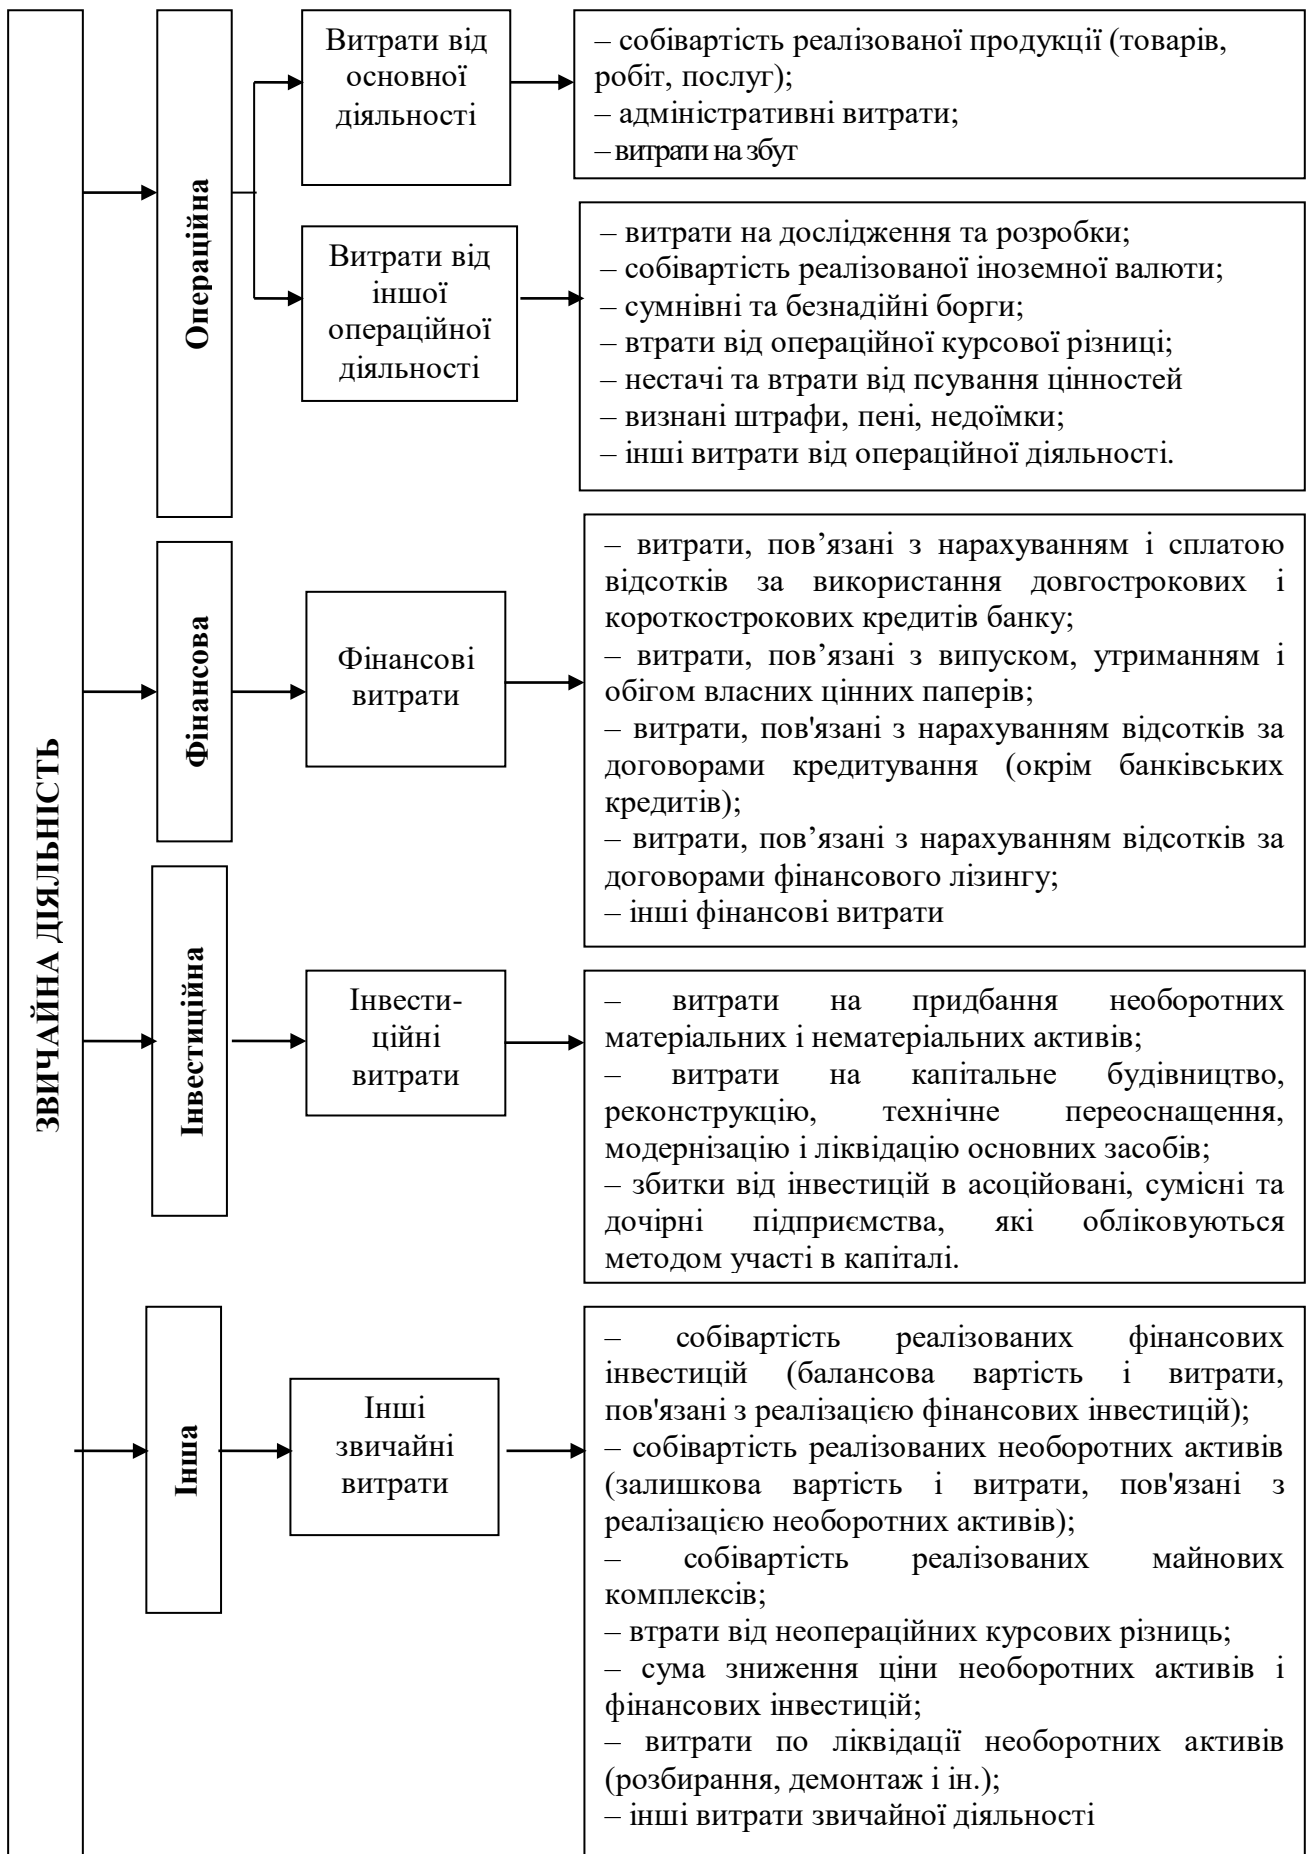 ЗВИЧАЙНА ДІЯЛЬНІСТЬ
Операційна
Витрати від
основної
діяльності
– собівартість реалізованої продукції (товарів,
робіт, послуг);
– адміністративні витрати;
– витрати на збут
Витрати від
іншої
операційної
діяльності
– витрати на дослідження та розробки;
– собівартість реалізованої іноземної валюти;
– сумнівні та безнадійні борги;
– втрати від операційної курсової різниці;
– нестачі та втрати від псування цінностей
– визнані штрафи, пені, недоїмки;
– інші витрати від операційної діяльності.
Фінансова
Фінансові
витрати
– витрати, пов’язані з нарахуванням і сплатою
відсотків за використання довгострокових і
короткострокових кредитів банку;
– витрати, пов’язані з випуском, утриманням і
обігом власних цінних паперів;
– витрати, пов'язані з нарахуванням відсотків за
договорами кредитування (окрім банківських
кредитів);
– витрати, пов’язані з нарахуванням відсотків за
договорами фінансового лізингу;
– інші фінансові витрати
Інвестиційна
Інвести-
ційні
витрати
– витрати на придбання необоротних
матеріальних і нематеріальних активів;
– витрати на капітальне будівництво,
реконструкцію, технічне переоснащення,
модернізацію і ліквідацію основних засобів;
– збитки від інвестицій в асоційовані, сумісні та
дочірні підприємства, які обліковуються
методом участі в капіталі.
Інша
Інші
звичайні
витрати
– собівартість реалізованих фінансових
інвестицій (балансова вартість і витрати,
пов'язані з реалізацією фінансових інвестицій);
– собівартість реалізованих необоротних активів
(залишкова вартість і витрати, пов'язані з
реалізацією необоротних активів);
– собівартість реалізованих майнових
комплексів;
– втрати від неопераційних курсових різниць;
– сума зниження ціни необоротних активів і
фінансових інвестицій;
– витрати по ліквідації необоротних активів
(розбирання, демонтаж і ін.);
– інші витрати звичайної діяльності